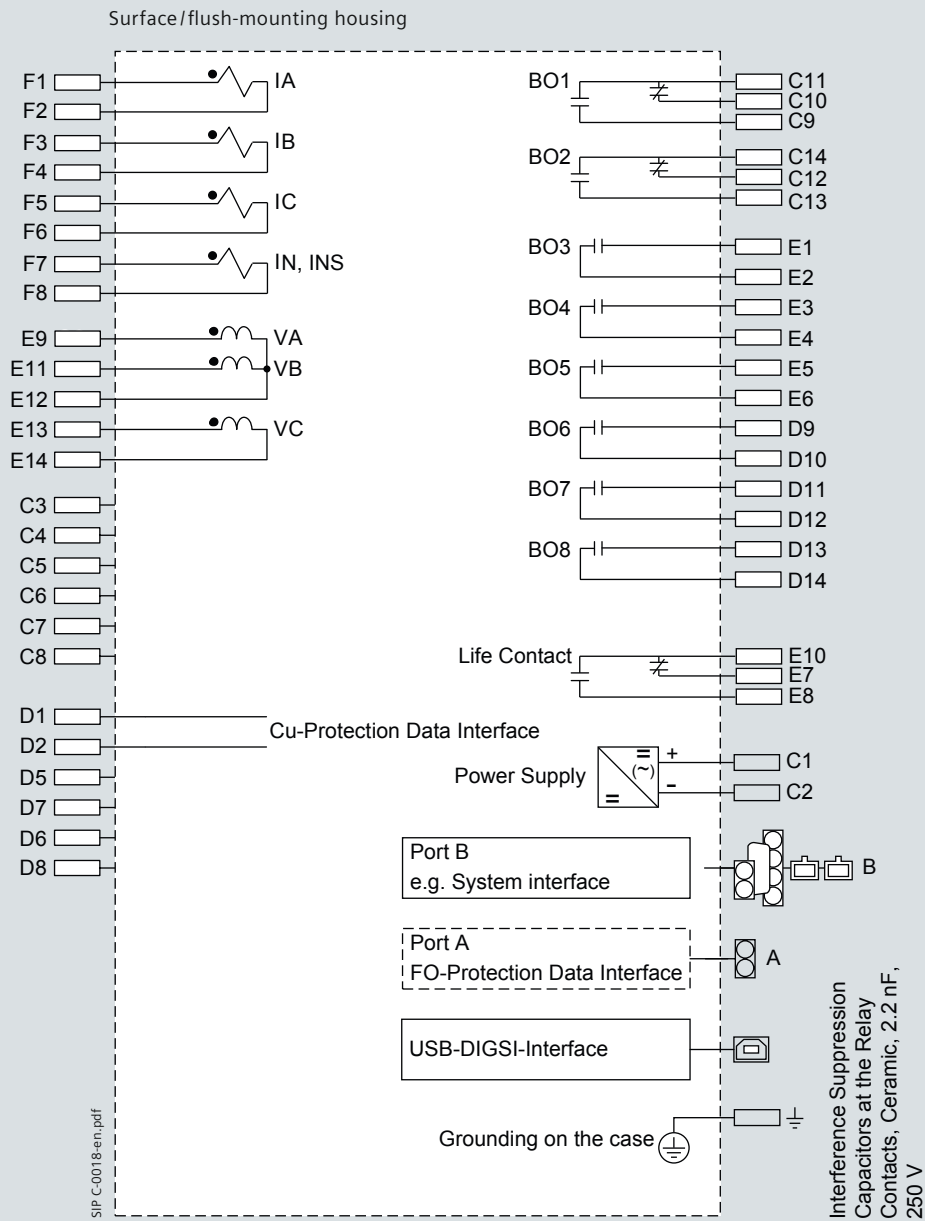 Surface/flush-mounting housing
F1
IA
F2
F3
IB
F4
F5
IC
F6
F7
IN, INS
F8
E9
VA
E11
VB
E12
E13
VC
E14
C3
C4
C5
C6
C7
C8
D1
Cu-Protection Data Interface
D2
D5
D7
D6
D8
BO1
C11
C10
C9
BO2
C14
C12
C13
BO3
E1
E2
BO4
E3
E4
BO5
E5
E6
BO6
D9
D10
BO7
D11
D12
BO8
D13
D14
Life Contact
E10
E7
E8
Power Supply
=
(~)
=
+
-
C1
C2
Port B
e.g. System interface
B
Port A
FO-Protection Data Interface
A
USB-DIGSI-Interface
Grounding on the case
Interference Suppression
Capacitors at the Relay
Contacts, Ceramic, 2.2 nF,
250 V
SIP C-0018-en.pdf